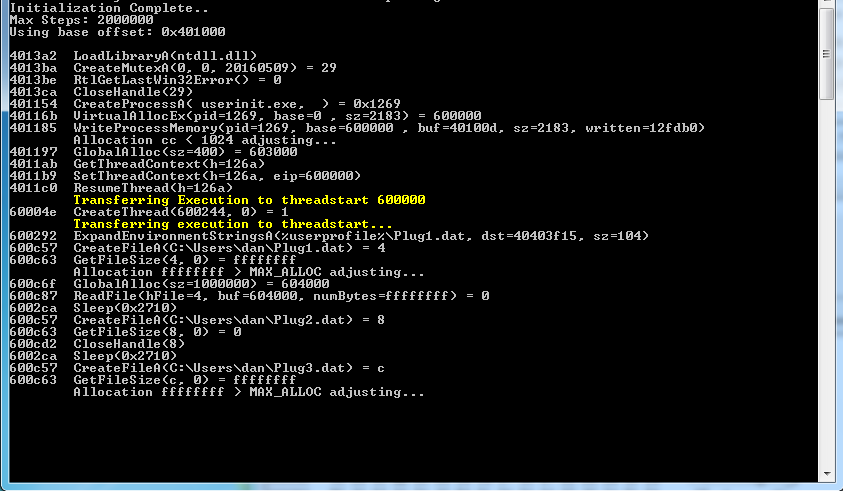 Initialization Complete..
Max Steps: 2000000
Using base offset: 0x401000
4013a2 LoadLibraryA(ntdll.dll)
4013ba CreateMutexA(0, 0, 20160509) = 29
4013be RtlGetLastWin32Error() = 0
4013ca CloseHandle(29)
401154 CreateProcessA( userinit.exe,  ) = 0x1269
40116b VirtualAllocEx(pid=1269, base=0 , sz=2183) = 600000
401185 WriteProcessMemory(pid=1269, base=600000 , buf=40100d, sz=2183, written=12fdb0)
Allocation cc < 1024 adjusting...
401197 GlobalAlloc(sz=400) = 603000
4011ab GetThreadContext(h=126a)
4011b9 SetThreadContext(h=126a, eip=600000)
4011c0 ResumeThread(h=126a)
Transferring Execution to threadstart 600000
60004e CreateThread(600244, 0) = 1
Transferring execution to threadstart...
600292 ExpandEnvironmentStringsA(%userprofile%\Plug1.dat, dst=40403f15, sz=104)
600c57 CreateFileA(C:\Users\dan\Plug1.dat) = 4
600c63 GetFileSize(4, 0) = ffffffff
Allocation ffffffff > MAX_ALLOC adjusting...
600c6f GlobalAlloc(sz=1000000) = 604000
600c87 ReadFile(hFile=4, buf=604000, numBytes=ffffffff) = 0
6002ca Sleep(0x2710)
600c57 CreateFileA(C:\Users\dan\Plug2.dat) = 8
600c63 GetFileSize(8, 0) = 0
600cd2 CloseHandle(8)
6002ca Sleep(0x2710)
600c57 CreateFileA(C:\Users\dan\Plug3.dat) = c
600c63 GetFileSize(c, 0) = ffffffff
Allocation ffffffff > MAX_ALLOC adjusting...